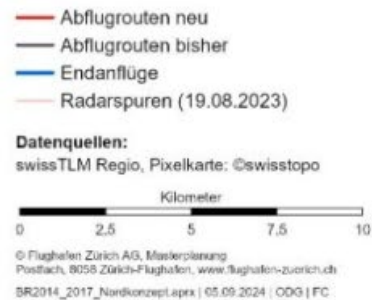 Abflugrouten neu
Abflugrouten bisher
Endanflüge
Radarspuren (19.08.2023)
Datenquellen:
swissTLM Regio, Pixelkarte: ©swisstopo
Kilometer
0 2,5 5 7,5 10
© Flughafen Zürich AG, Masterplanung
Postfach, 8058 Zürich-Flughafen, www.flughafen-zuerich.ch
BR2014_2017_Nordkonzept.aprx | 05.09.2024 | ODG | FC